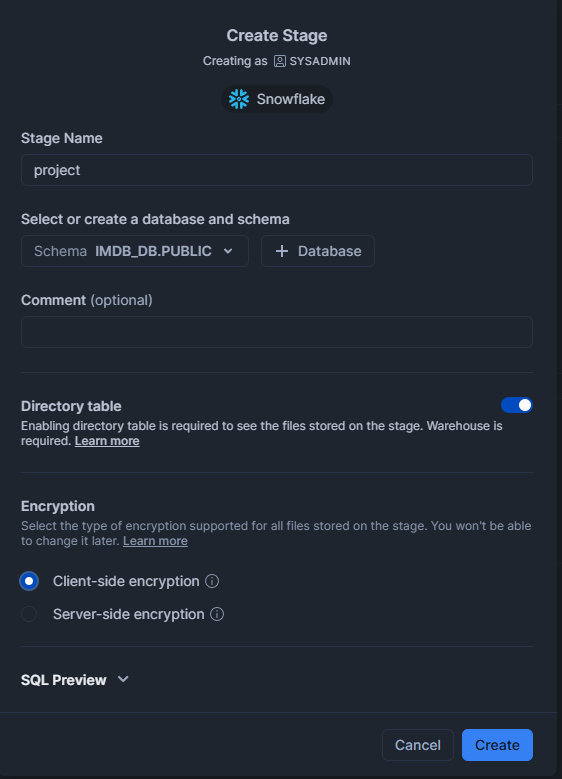 Create Stage
Creating as SYSADMIN
Snowflake
Stage Name
project
Select or create a database and schema
Schema IMDB_DB.PUBLIC + Database
Comment (optional)
Directory table
Enabling directory table is required to see the files stored on the stage. Warehouse is
required. Learn more
Encryption
Select the type of encryption supported for all files stored on the stage. You won't be able
to change it later. Learn more
Client-side encryption
Server-side encryption
SQL Preview
Cancel Create